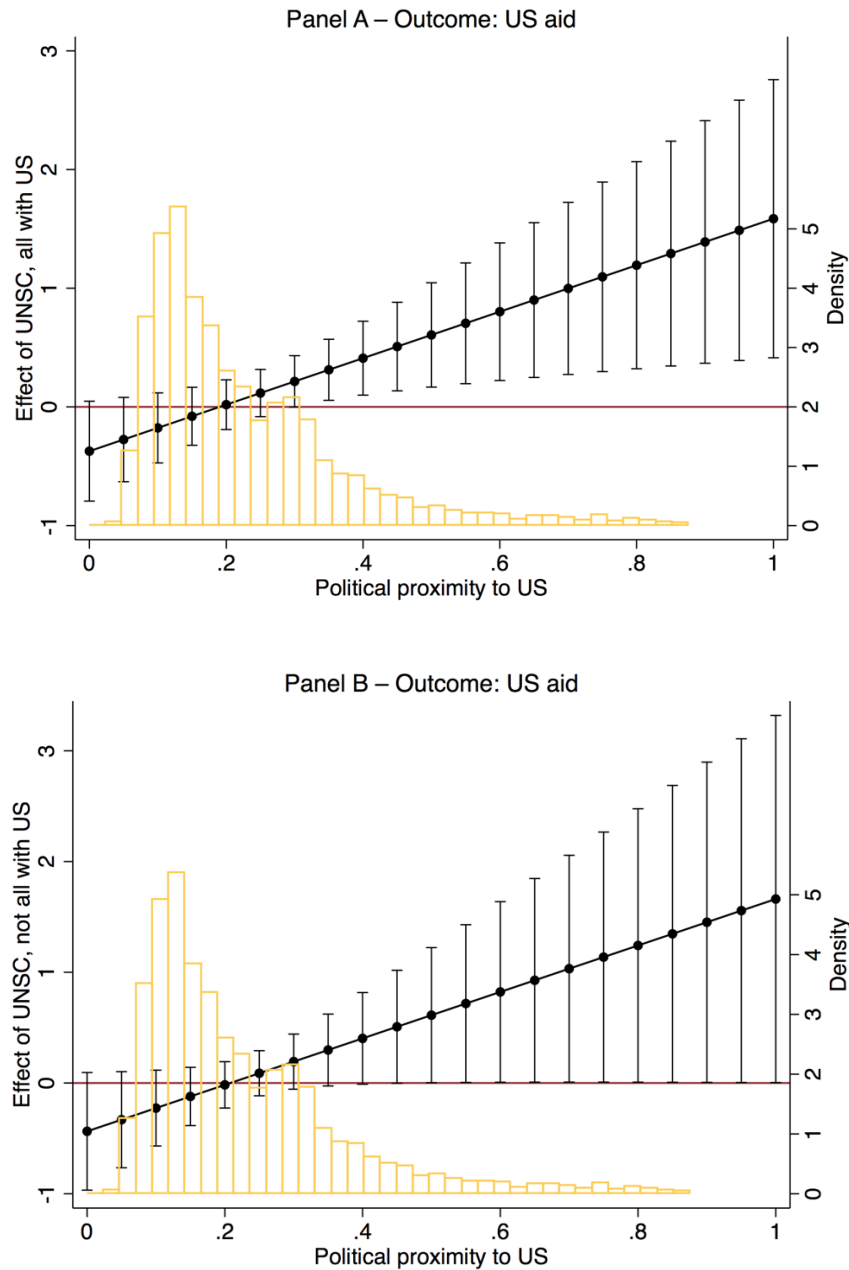 Panel A – Outcome: US aid
Effect of UNSC, all with US
3
2
1
0
-1
5
4
3
2
1
0
Density
0 .2 .4 .6 .8 1
Political proximity to US
Panel B – Outcome: US aid
Effect of UNSC, not all with US
3
2
1
0
-1
5
4
3
2
1
0
Density
0 .2 .4 .6 .8 1
Political proximity to US